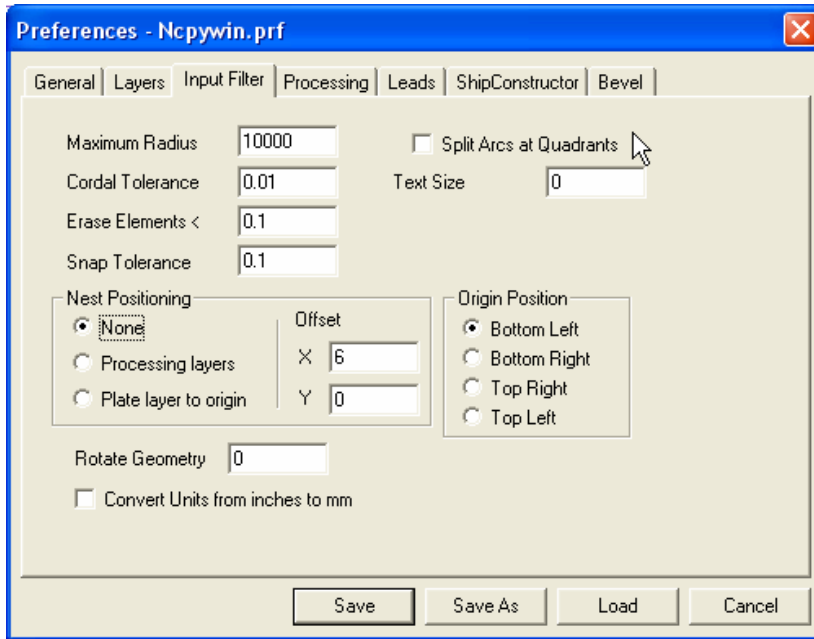 Preferences - Ncpywin.prf
General Layers Input Filter Processing Leads ShipConstructor Bevel
Maximum Radius 10000 Split Arcs at Quadrants
Cordal Tolerance 0.01 Text Size 0
Erase Elements < 0.1
Snap Tolerance 0.1
Nest Positioning
None
Processing layers
Plate layer to origin
Offset
X 6
Y 0
Origin Position
Bottom Left
Bottom Right
Top Right
Top Left
Rotate Geometry 0
Convert Units from inches to mm
Save Save As Load Cancel